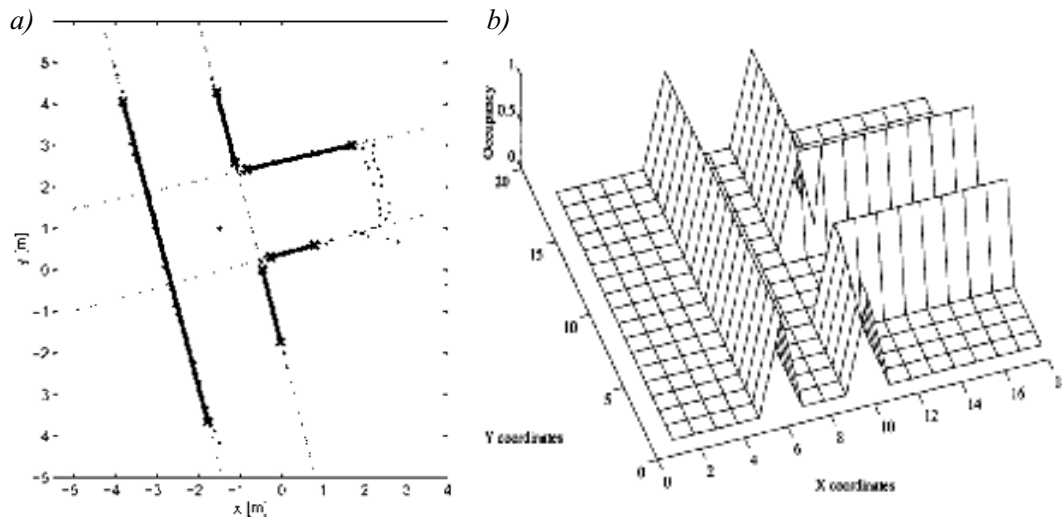 a)
b)
5
4
3
2
1
0
-1
-2
-3
-4
-5
-5 -4 -3 -2 -1 0 1 2 3 4
x [m]
y [m]
1
0.5
0
Occupancy
20
15
10
5
0
Y coordinates
0 2 4 6 8 10 12 14 16
X coordinates